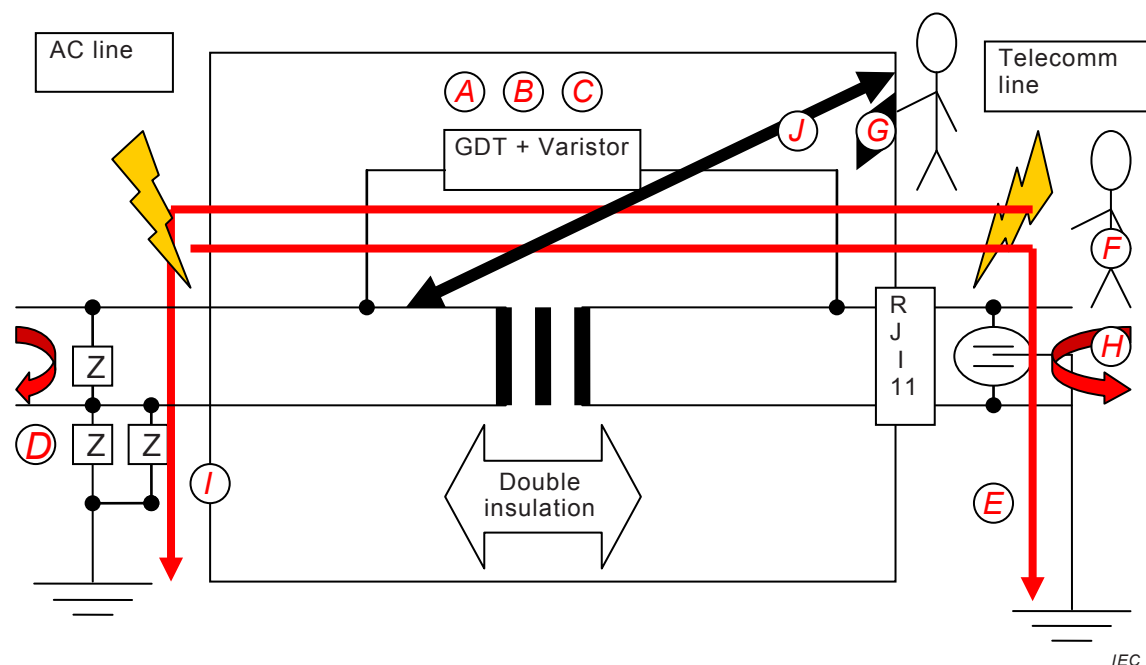 AC line
A B C
Telecomm
line
J
G
GDT + Varistor
F
R
J
I
11
H
Z
D
Z Z
I
Double
insulation
E
IEC